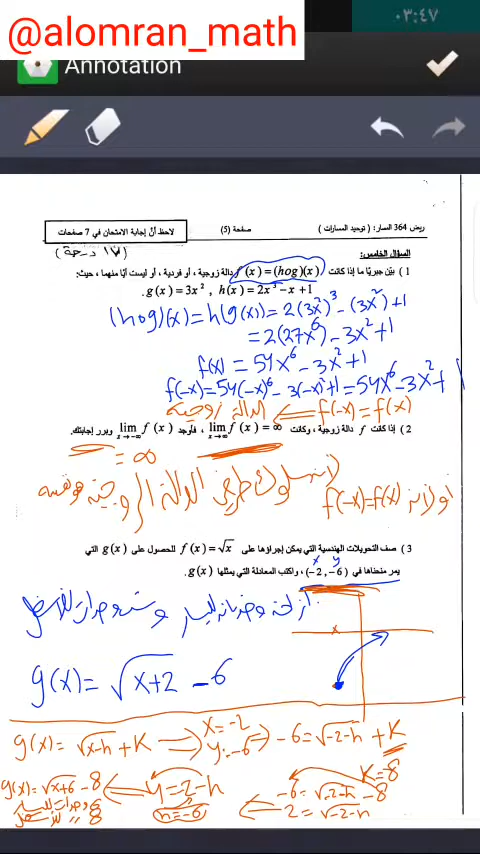 ٠٣:٤٧
@alomran_math
Annotation
ريض 364 المسار: ( توحيد المسارات ) صفحة (5) لاحظ أنّ إجابة الامتحان في 7 صفحات
السؤال الخامس: (١٧ درجة)
1 ) بيّن جبريًّا ما إذا كانت f (x) = (hog)(x) دالة زوجية ، أو فردية ، أو ليست أيًّا منهما ، حيث:
g(x) = 3x² , h(x) = 2x³ − x + 1 .
(hog)(x) = h(g(x)) = 2(3x²)³ − (3x²) + 1
= 2(27x⁶) − 3x² + 1
f(x) = 54x⁶ − 3x² + 1
f(−x) = 54(−x)⁶ − 3(−x)² + 1 = 54x⁶ − 3x² + 1
الدالة زوجية ⟸ f(−x) = f(x)
2 ) إذا كانت f دالة زوجية ، وكانت lim x→∞ f (x) = ∞ ، فأوجد lim x→−∞ f (x) وبرر إجابتك.
= ∞
لأن سلوك طرفي الدالة الزوجية
أو لأن f(−x) = f(x)
3 ) صف التحويلات الهندسية التي يمكن إجراؤها على f (x) = √x للحصول على g(x) التي
x y
يمر منحناها في (−2 , −6) ، واكتب المعادلة التي يمثلها g(x) .
g(x) = √x+2 − 6
g(x) = √x−h + K ⟹ x = −2 y = −6 ⟹ −6 = √−2−h + K
K = 8
−6 = √−2−h − 8
2 = √−2−h
4 = −2 − h
h = −6
g(x) = √x+6 − 8